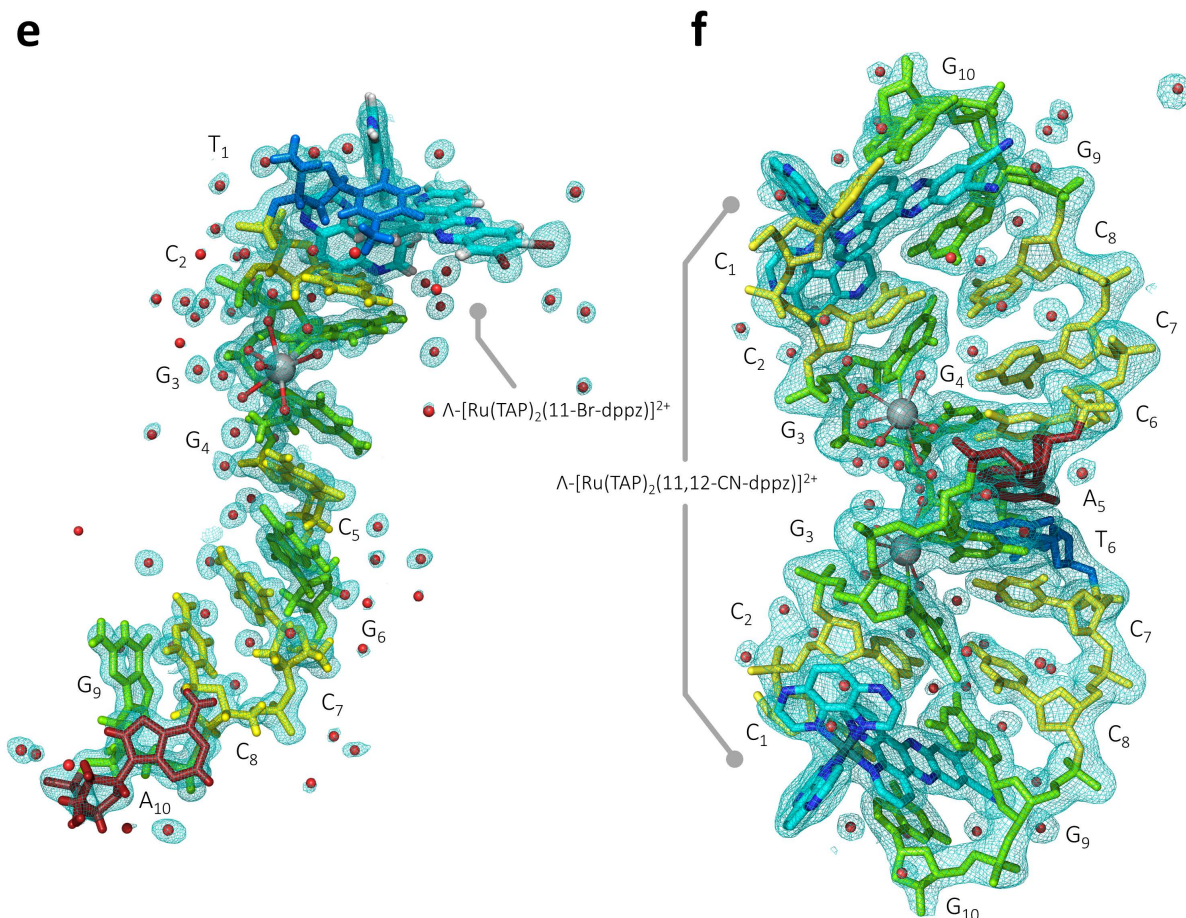 e
f
T₁
C₂
G₃
G₄
C₅
G₆
C₇
C₈
G₉
A₁₀
Λ-[Ru(TAP)₂(11-Br-dppz)]²⁺
G₁₀
G₉
C₈
C₁
C₇
C₂
G₄
G₃
C₆
Λ-[Ru(TAP)₂(11,12-CN-dppz)]²⁺
A₅
G₃
T₆
C₂
C₇
C₁
C₈
G₉
G₁₀